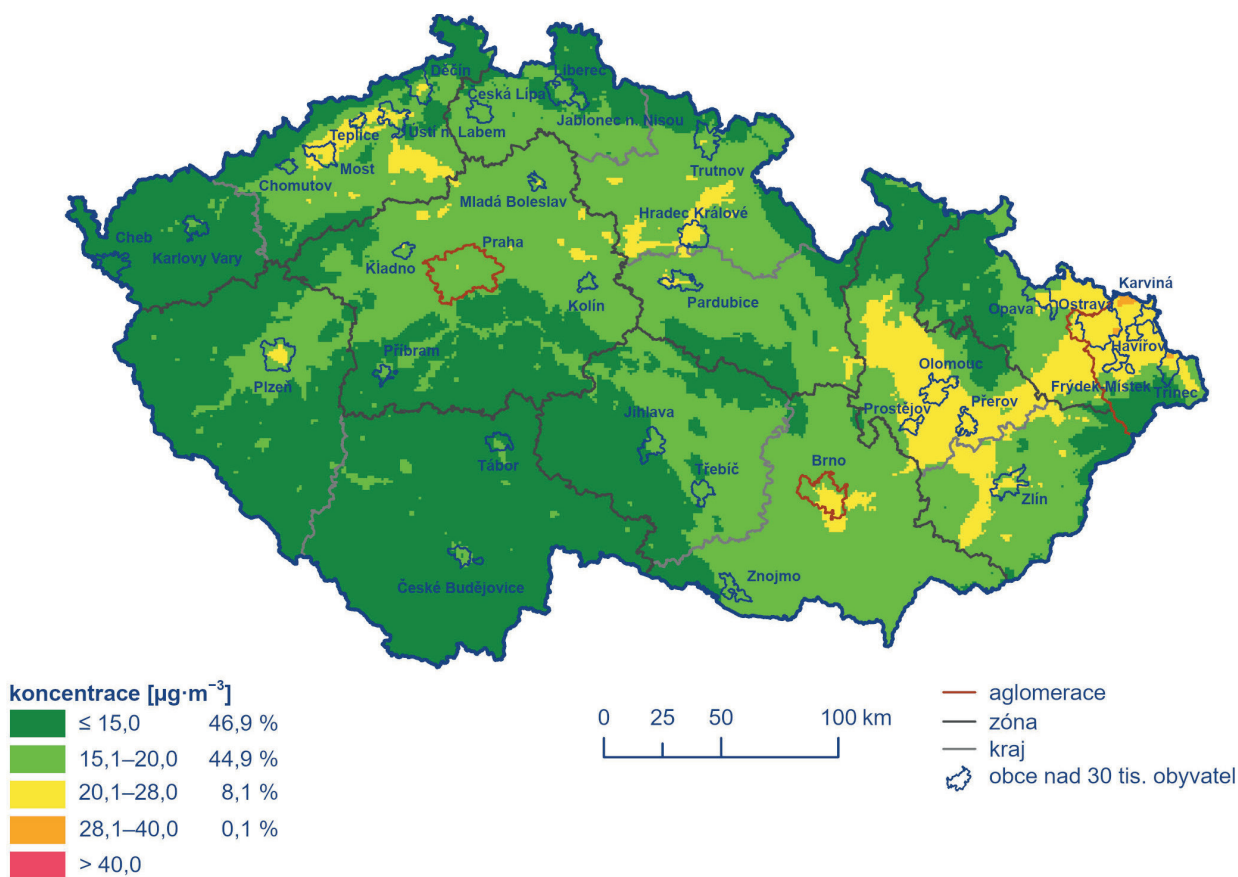 Děčín
Liberec
Česká Lípa
Jablonec n. Nisou
Teplice
Ústí n. Labem
Trutnov
Most
Chomutov
Mladá Boleslav
Hradec Králové
Cheb
Karlovy Vary
Praha
Kladno
Kolín
Pardubice
Karviná
Ostrava
Opava
Havířov
Příbram
Plzeň
Olomouc
Frýdek-Místek
Třinec
Přerov
Prostějov
Jihlava
Tábor
Třebíč
Brno
Zlín
České Budějovice
Znojmo
koncentrace [µg·m⁻³]
≤ 15,0 46,9 %
15,1–20,0 44,9 %
20,1–28,0 8,1 %
28,1–40,0 0,1 %
> 40,0
0 25 50 100 km
aglomerace
zóna
kraj
obce nad 30 tis. obyvatel